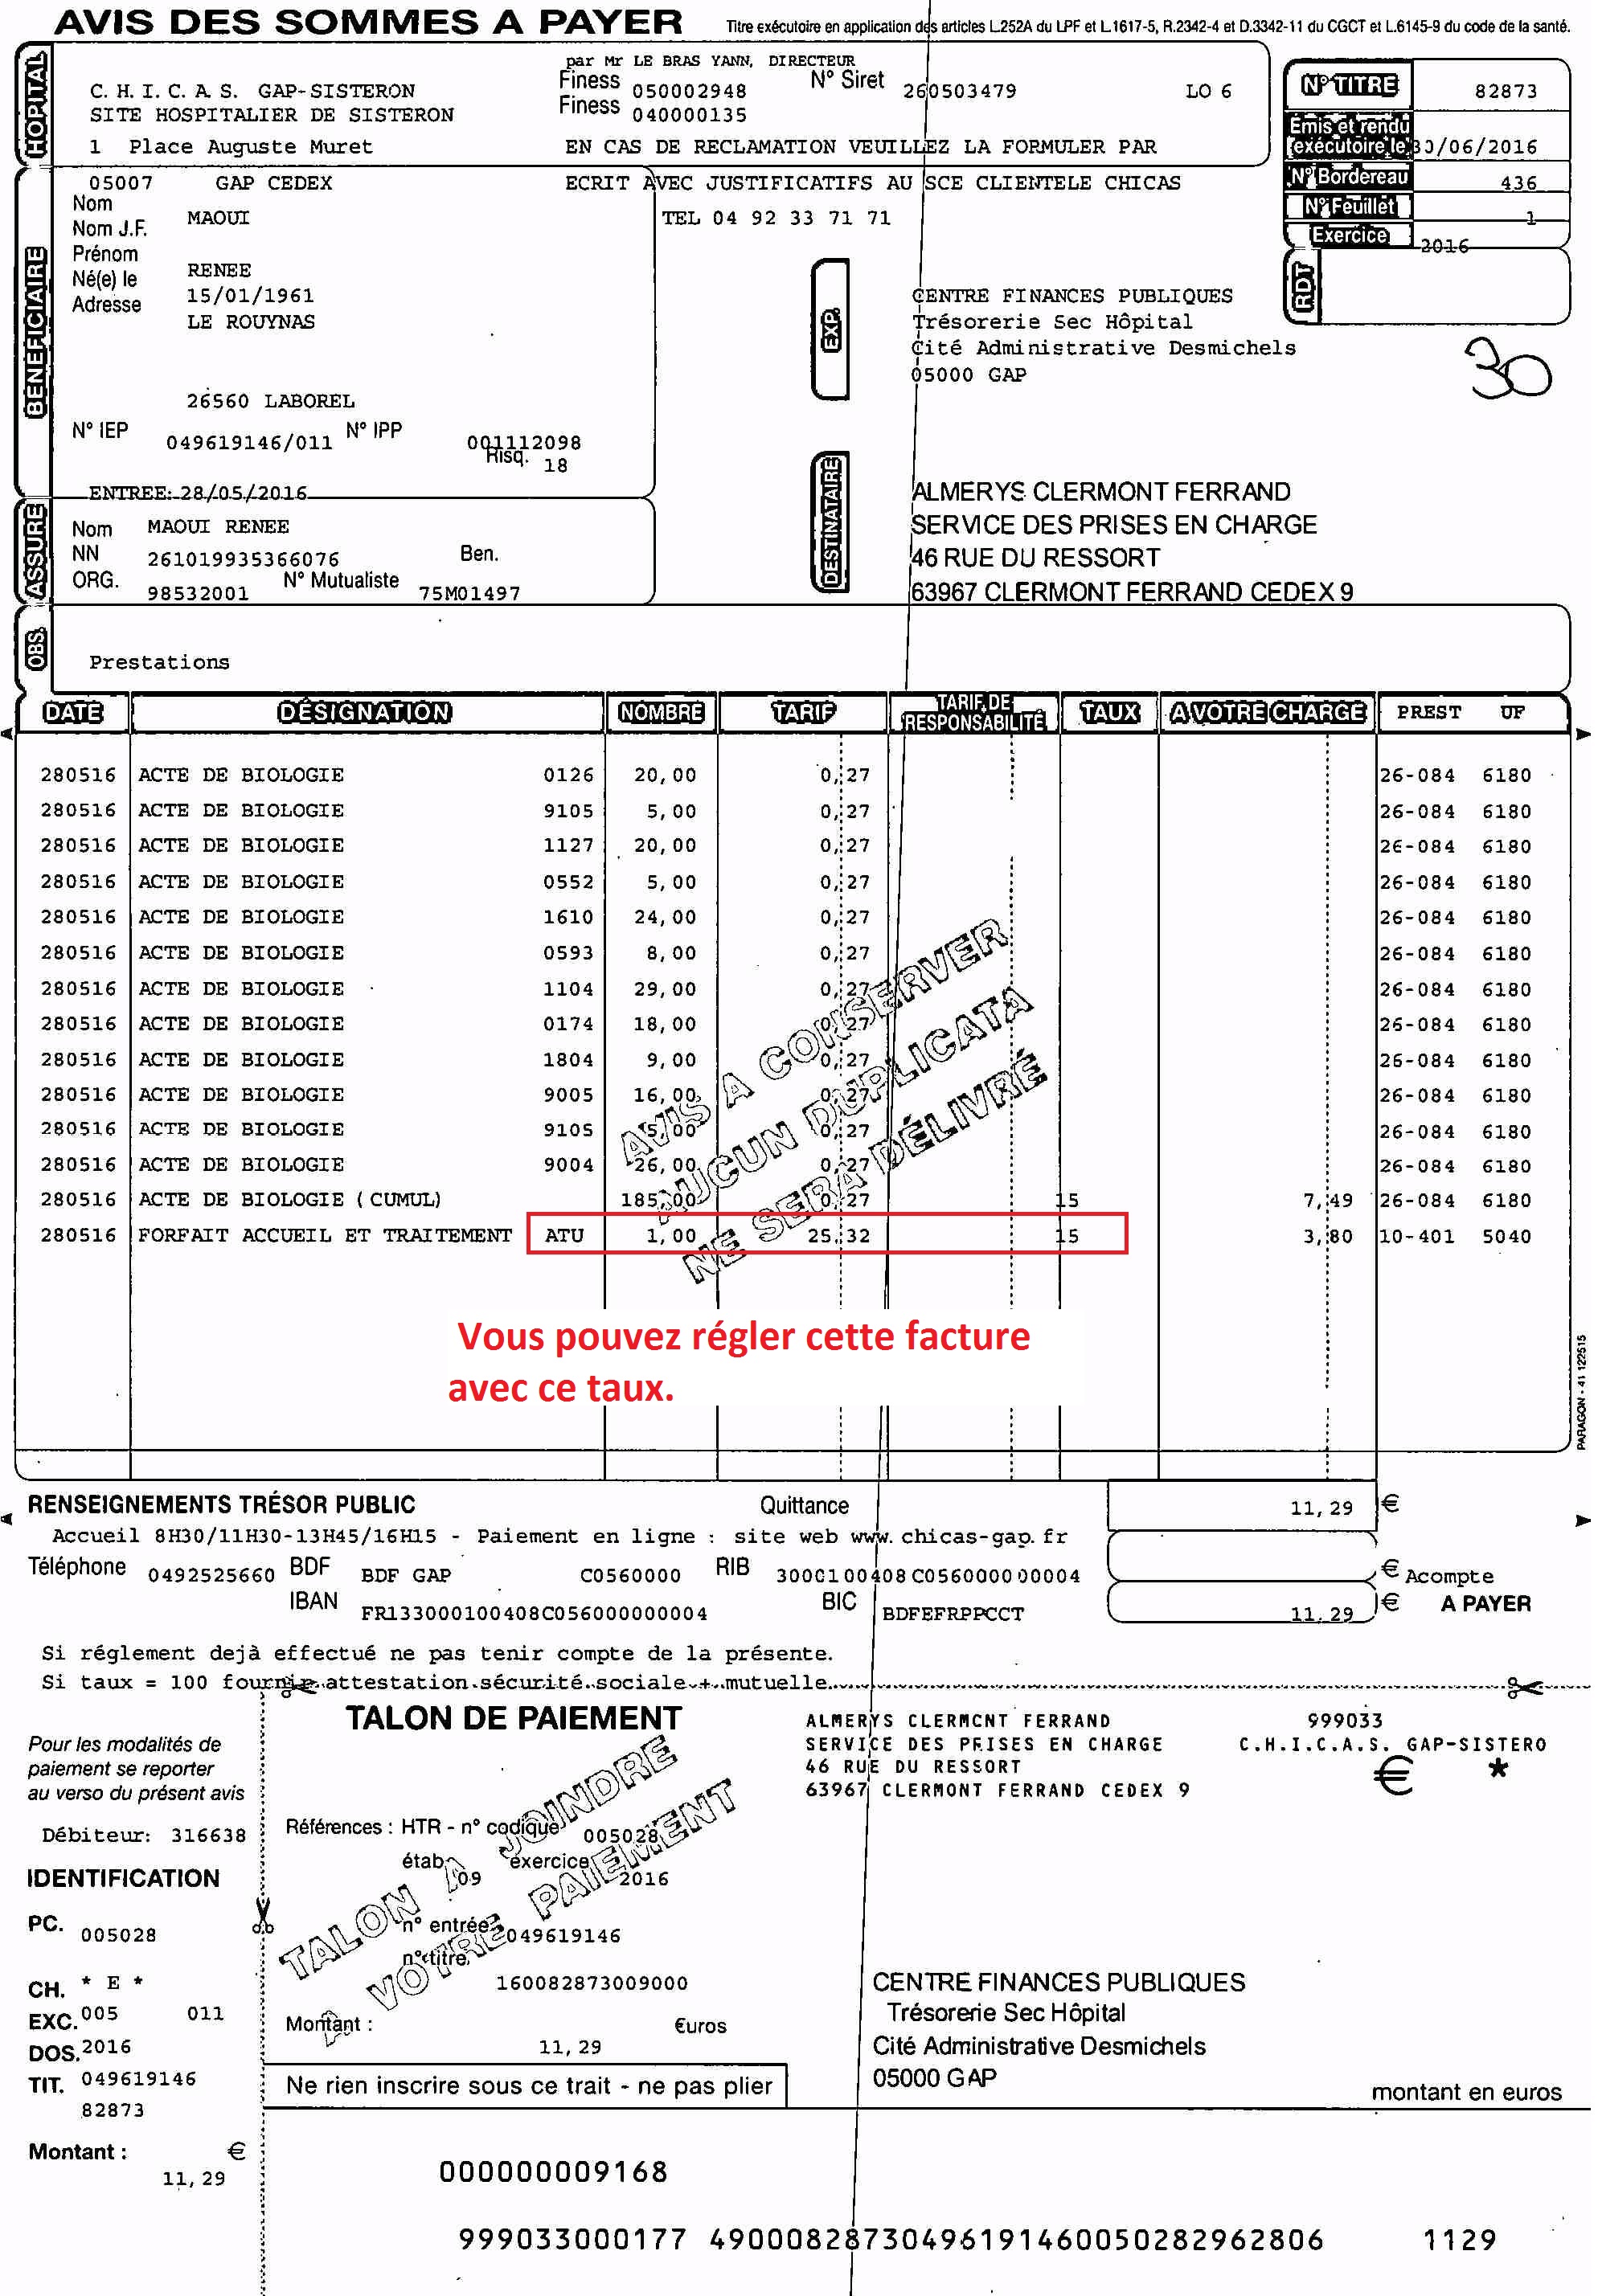 AVIS DES SOMMES A PAYER
Titre exécutoire en application des articles L.252A du LPF et L.1617-5, R.2342-4 et D.3342-11 du CGCT et L.6145-9 du code de la santé.
HOPITAL
par Mr LE BRAS YANN, DIRECTEUR
C. H. I. C. A. S. GAP-SISTERON Finess 050002948 N° Siret 260503479 LO 6
SITE HOSPITALIER DE SISTERON Finess 040000135
1 Place Auguste Muret EN CAS DE RECLAMATION VEUILLEZ LA FORMULER PAR
05007 GAP CEDEX ECRIT AVEC JUSTIFICATIFS AU SCE CLIENTELE CHICAS
TEL 04 92 33 71 71
N° TITRE 82873
Émis et rendu exécutoire le 30/06/2016
N° Bordereau 436
N° Feuillet 1
Exercice 2016
RDT
30
BENEFICIAIRE
Nom
Nom J.F. MAOUI
Prénom RENEE
Né(e) le 15/01/1961
Adresse LE ROUYNAS
26560 LABOREL
N° IEP 049619146/011 N° IPP 001112098
Risq. 18
ENTREE: 28/05/2016
EXP.
CENTRE FINANCES PUBLIQUES
Trésorerie Sec Hôpital
Cité Administrative Desmichels
05000 GAP
ASSURE
Nom MAOUI RENEE
NN 261019935366076 Ben.
ORG. 98532001 N° Mutualiste 75M01497
DESTINATAIRE
ALMERYS CLERMONT FERRAND
SERVICE DES PRISES EN CHARGE
46 RUE DU RESSORT
63967 CLERMONT FERRAND CEDEX 9
OBS.
Prestations
DATE DÉSIGNATION NOMBRE TARIF TARIF DE RESPONSABILITÉ TAUX A VOTRE CHARGE PREST UF
280516 ACTE DE BIOLOGIE 0126 20,00 0,27 26-084 6180
280516 ACTE DE BIOLOGIE 9105 5,00 0,27 26-084 6180
280516 ACTE DE BIOLOGIE 1127 20,00 0,27 26-084 6180
280516 ACTE DE BIOLOGIE 0552 5,00 0,27 26-084 6180
280516 ACTE DE BIOLOGIE 1610 24,00 0,27 26-084 6180
280516 ACTE DE BIOLOGIE 0593 8,00 0,27 26-084 6180
280516 ACTE DE BIOLOGIE 1104 29,00 0,27 26-084 6180
280516 ACTE DE BIOLOGIE 0174 18,00 0,27 26-084 6180
280516 ACTE DE BIOLOGIE 1804 9,00 0,27 26-084 6180
280516 ACTE DE BIOLOGIE 9005 16,00 0,27 26-084 6180
280516 ACTE DE BIOLOGIE 9105 5,00 0,27 26-084 6180
280516 ACTE DE BIOLOGIE 9004 26,00 0,27 26-084 6180
280516 ACTE DE BIOLOGIE (CUMUL) 185,00 0,27 15 7,49 26-084 6180
280516 FORFAIT ACCUEIL ET TRAITEMENT ATU 1,00 25,32 15 3,80 10-401 5040
AVIS A CONSERVER
AUCUN DUPLICATA
NE SERA DÉLIVRÉ
Vous pouvez régler cette facture
avec ce taux.
PARAGON - 41 122515
RENSEIGNEMENTS TRÉSOR PUBLIC Quittance 11,29 €
Accueil 8H30/11H30-13H45/16H15 - Paiement en ligne : site web www.chicas-gap.fr
Téléphone 0492525660 BDF BDF GAP C0560000 RIB 3000100408C05600000004 € Acompte
IBAN FR133000100408C056000000004 BIC BDFEFRPPCCT 11,29 € A PAYER
Si réglement dejà effectué ne pas tenir compte de la présente.
Si taux = 100 fournir attestation sécurité sociale + mutuelle
TALON DE PAIEMENT
ALMERYS CLERMONT FERRAND 999033
SERVICE DES PRISES EN CHARGE C.H.I.C.A.S. GAP-SISTERO
46 RUE DU RESSORT € *
63967 CLERMONT FERRAND CEDEX 9
Pour les modalités de
paiement se reporter
au verso du présent avis
Débiteur: 316638
IDENTIFICATION
PC. 005028
CH. * E *
EXC. 005 011
DOS. 2016
TIT. 049619146
82873
Montant : €
11,29
TALON A JOINDRE
A VOTRE PAIEMENT
Références : HTR - n° codique 005028
étab. 09 exercice 2016
n° entrée 049619146
n° titre 160082873009000
Montant : €uros
11,29
Ne rien inscrire sous ce trait - ne pas plier
CENTRE FINANCES PUBLIQUES
Trésorerie Sec Hôpital
Cité Administrative Desmichels
05000 GAP
montant en euros
000000009168
999033000177 49000828730496191460050282962806 1129